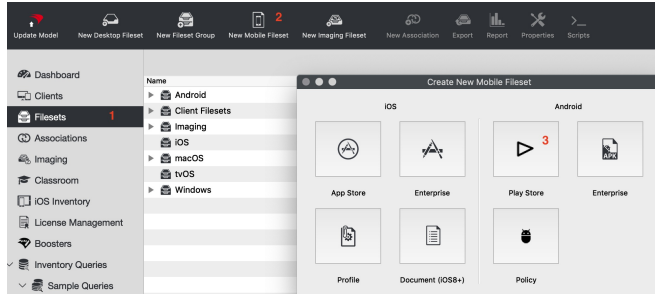 2
Update Model New Desktop Fileset New Fileset Group New Mobile Fileset New Imaging Fileset New Association Export Report Properties Scripts
Dashboard
Clients
Filesets 1
Associations
Imaging
Classroom
iOS Inventory
License Management
Boosters
Inventory Queries
Sample Queries
Name
Android
Client Filesets
Imaging
iOS
macOS
tvOS
Windows
Create New Mobile Fileset
iOS Android
3
APK
App Store Enterprise Play Store Enterprise
Profile Document (iOS8+) Policy